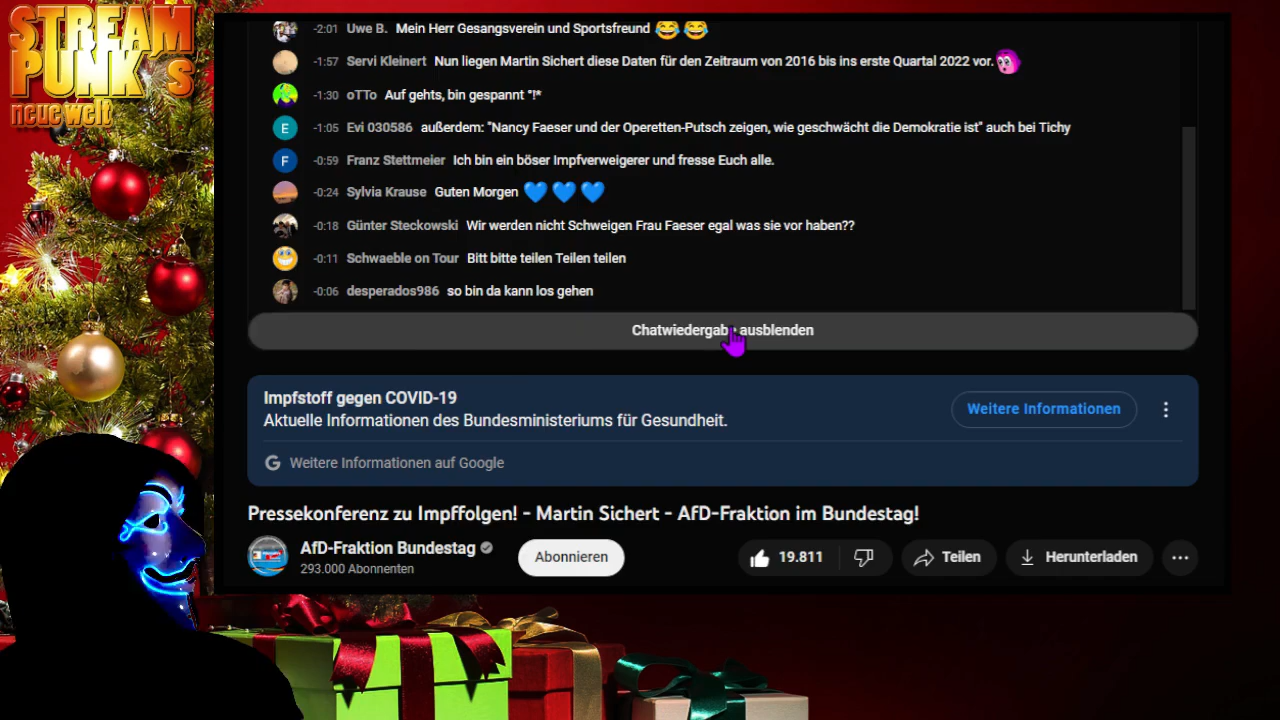 STREAM
PUNK´s
neue welt
-2:01 Uwe B. Mein Herr Gesangsverein und Sportsfreund 😂 😂
-1:57 Servi Kleinert Nun liegen Martin Sichert diese Daten für den Zeitraum von 2016 bis ins erste Quartal 2022 vor.
-1:30 oTTo Auf gehts, bin gespannt °!*
E -1:05 Evi 030586 außerdem: "Nancy Faeser und der Operetten-Putsch zeigen, wie geschwächt die Demokratie ist" auch bei Tichy
F -0:59 Franz Stettmeier Ich bin ein böser Impfverweigerer und fresse Euch alle.
-0:24 Sylvia Krause Guten Morgen 💙 💙 💙
-0:18 Günter Steckowski Wir werden nicht Schweigen Frau Faeser egal was sie vor haben??
-0:11 Schwaeble on Tour Bitt bitte teilen Teilen teilen
-0:06 desperados986 so bin da kann los gehen
Chatwiedergabe ausblenden
Impfstoff gegen COVID-19
Aktuelle Informationen des Bundesministeriums für Gesundheit.
Weitere Informationen
G Weitere Informationen auf Google
Pressekonferenz zu Impffolgen! - Martin Sichert - AfD-Fraktion im Bundestag!
AfD-Fraktion Bundestag
293.000 Abonnenten
Abonnieren
19.811
Teilen
Herunterladen